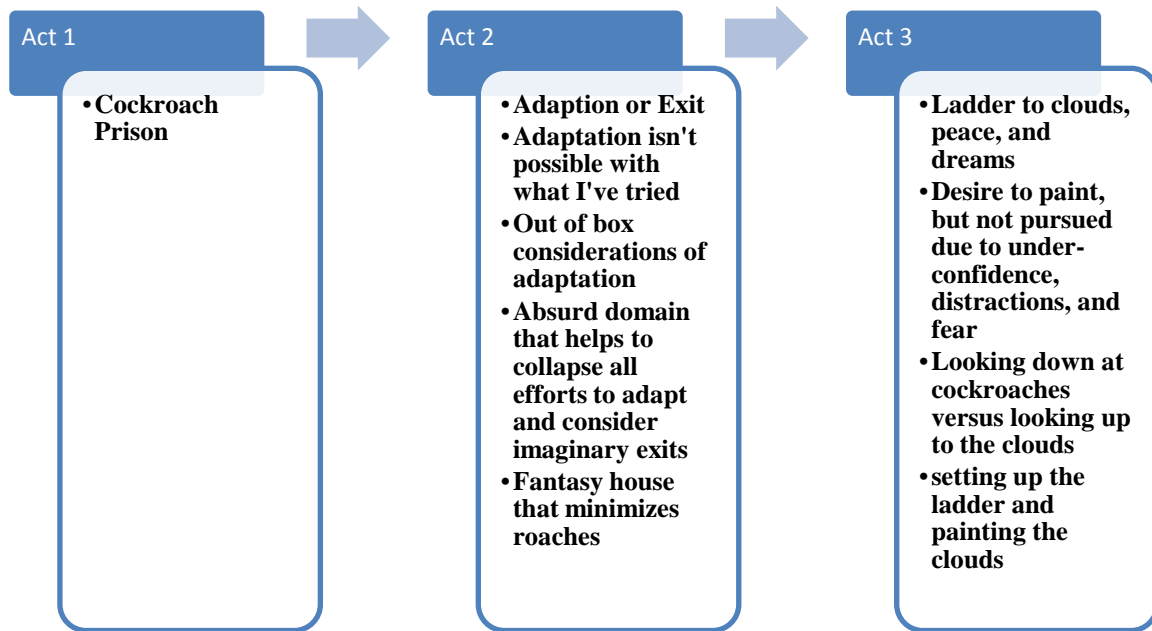 Act 1
• Cockroach
Prison
Act 2
• Adaption or Exit
• Adaptation isn't
possible with
what I've tried
• Out of box
considerations of
adaptation
• Absurd domain
that helps to
collapse all
efforts to adapt
and consider
imaginary exits
• Fantasy house
that minimizes
roaches
Act 3
• Ladder to clouds,
peace, and
dreams
• Desire to paint,
but not pursued
due to under-
confidence,
distractions, and
fear
• Looking down at
cockroaches
versus looking up
to the clouds
• setting up the
ladder and
painting the
clouds